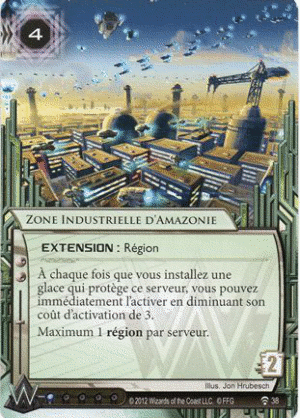 4
ZONE INDUSTRIELLE D'AMAZONIE
EXTENSION : Région
À chaque fois que vous installez une
glace qui protège ce serveur, vous pouvez
immédiatement l'activer en diminuant son
coût d'activation de 3.
Maximum 1 région par serveur.
2
Illus. Jon Hrubesch
© 2012 Wizards of the Coast LLC. © FFG 38